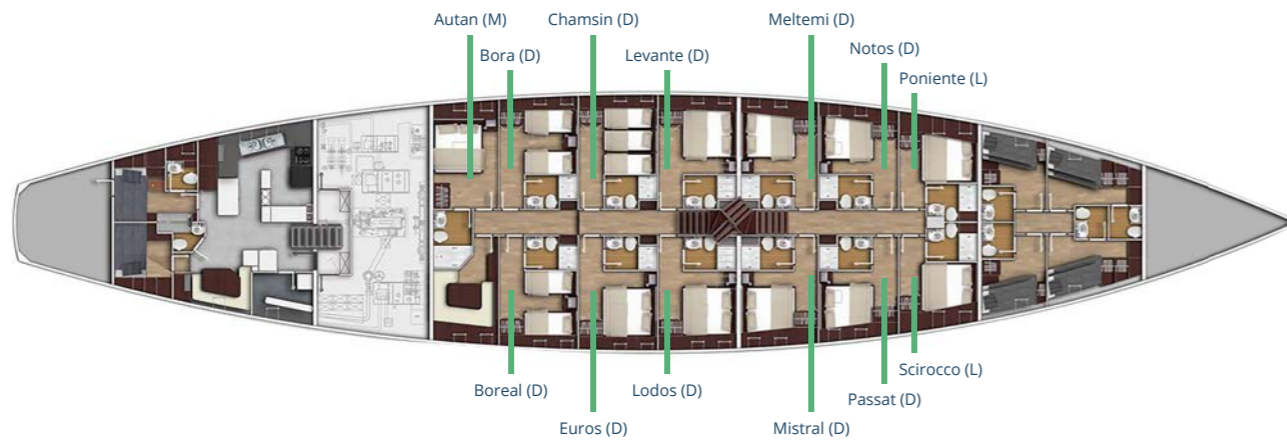 Autan (M)
Chamsin (D)
Meltemi (D)
Bora (D)
Levante (D)
Notos (D)
Poniente (L)
Boreal (D)
Lodos (D)
Scirocco (L)
Passat (D)
Euros (D)
Mistral (D)